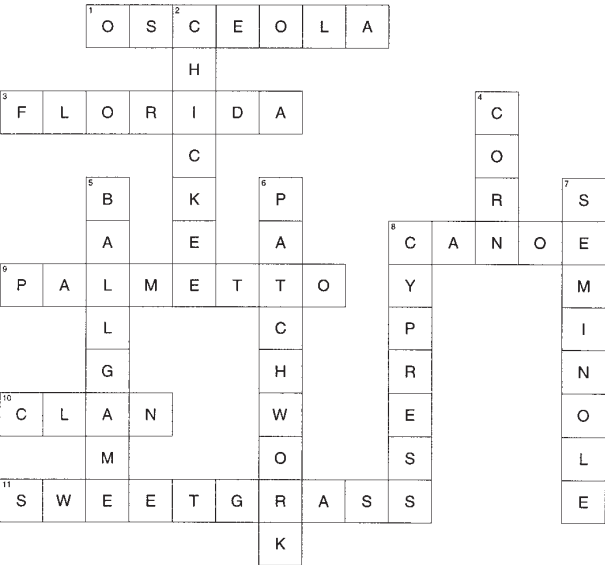 1 O S 2 C E O L A
H
3 F L O R I D A 4 C
C O
5 B K 6 P R 7 S
A E A 8 C A N O E
9 P A L M E T T O Y M
L C P I
G H R N
10 C L A N W E O
M O S L
11 S W E E T G R A S S E
K